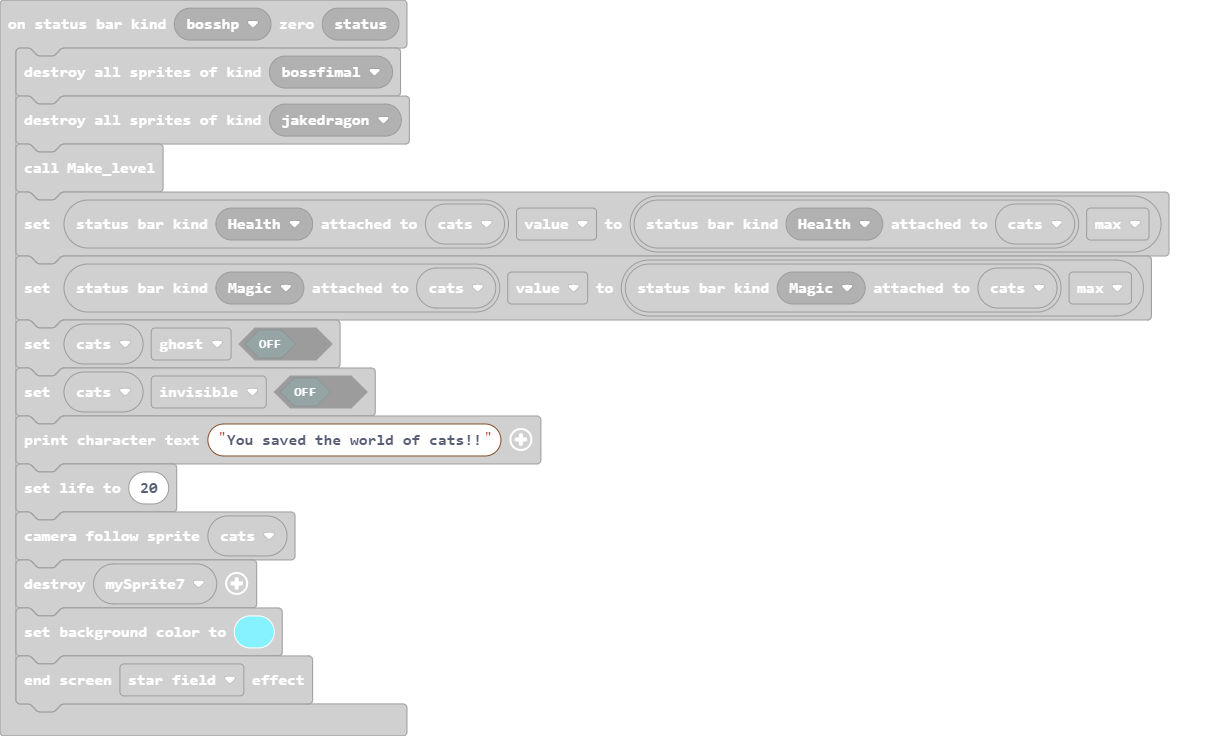 on status bar kind bosshp zero status
destroy all sprites of kind bossfimal
destroy all sprites of kind jakedragon
call Make_level
set status bar kind Health attached to cats value to status bar kind Health attached to cats max
set status bar kind Magic attached to cats value to status bar kind Magic attached to cats max
set cats ghost OFF
set cats invisible OFF
print character text "You saved the world of cats!!"
set life to 20
camera follow sprite cats
destroy mySprite7
set background color to
end screen star field effect